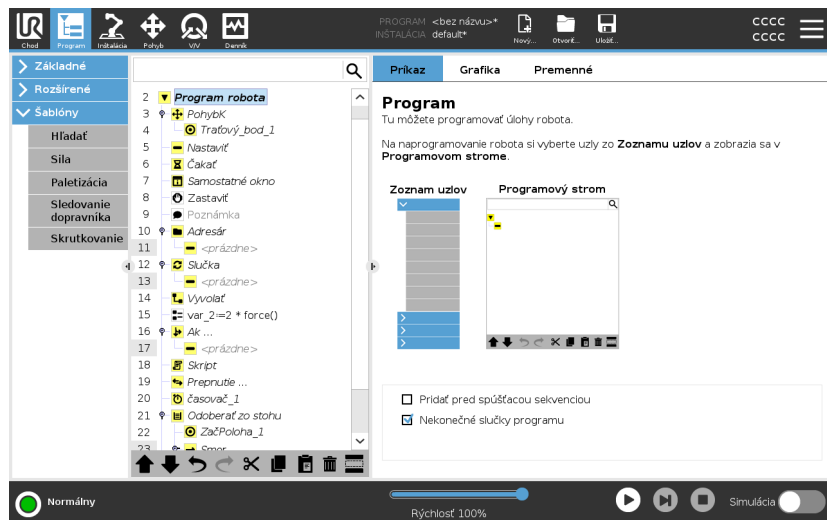 UR
PROGRAM <bez názvu>*
INŠTALÁCIA default*
Chod
Program
Inštalácia
Pohyb
V/V
Denník
Nový...
Otvoriť...
Uložiť...
CCCC
CCCC
Základné
Rozšírené
Šablóny
Hľadať
Sila
Paletizácia
Sledovanie
dopravníka
Skrutkovanie
2 Program robota
3 PohybK
4 Traťový_bod_1
5 Nastaviť
6 Čakať
7 Samostatné okno
8 Zastaviť
9 Poznámka
10 Adresár
11 <prázdne>
12 Slučka
13 <prázdne>
14 Vyvolať
15 var_2≔2 * force()
16 Ak ...
17 <prázdne>
18 Skript
19 Prepnutie ...
20 časovač_1
21 Odoberať zo stohu
22 ZačPoloha_1
23 Smer
Príkaz
Grafika
Premenné
Program
Tu môžete programovať úlohy robota.
Na naprogramovanie robota si vyberte uzly zo Zoznamu uzlov a zobrazia sa v
Programovom strome.
Zoznam uzlov
Programový strom
Pridať pred spúšťacou sekvenciou
Nekonečné slučky programu
Normálny
Rýchlosť 100%
Simulácia